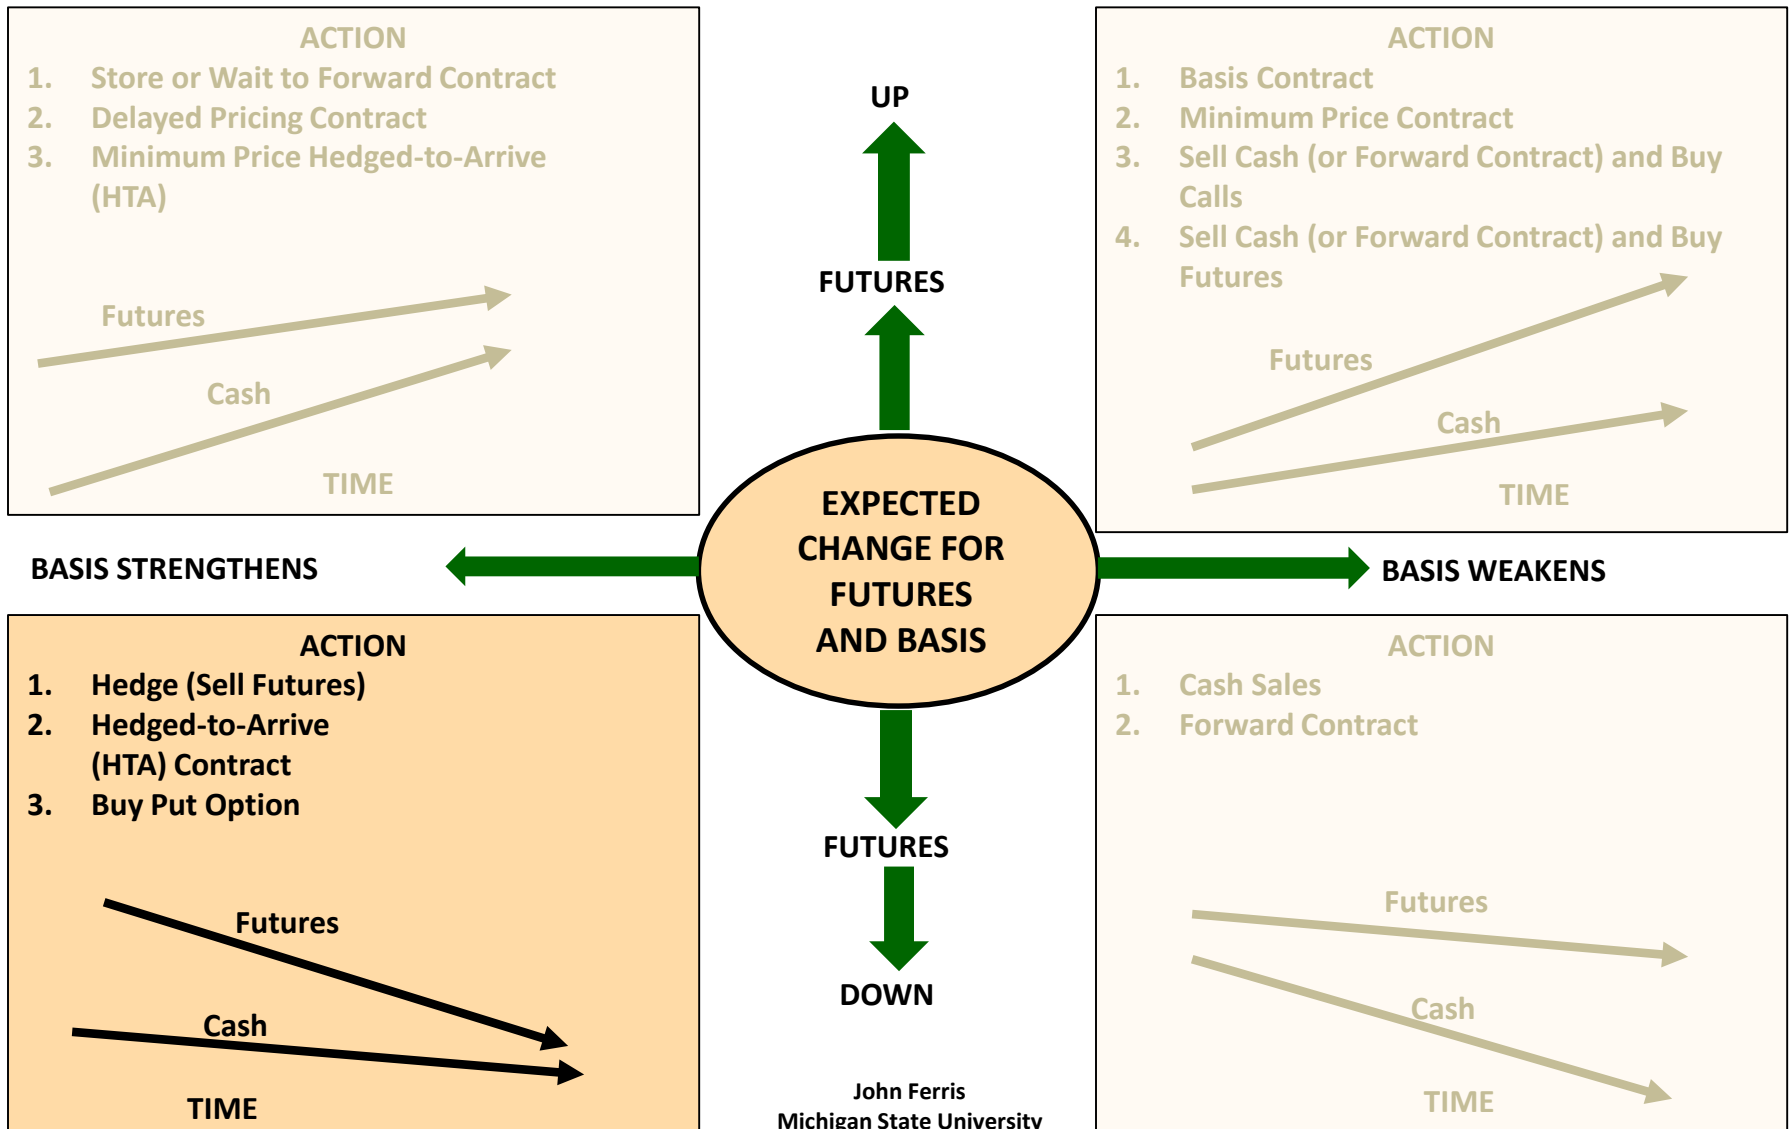 ACTION
1. Store or Wait to Forward Contract
2. Delayed Pricing Contract
3. Minimum Price Hedged-to-Arrive
(HTA)
Futures
Cash
TIME
UP
FUTURES
ACTION
1. Basis Contract
2. Minimum Price Contract
3. Sell Cash (or Forward Contract) and Buy
Calls
4. Sell Cash (or Forward Contract) and Buy
Futures
Futures
Cash
TIME
BASIS STRENGTHENS
EXPECTED
CHANGE FOR
FUTURES
AND BASIS
BASIS WEAKENS
ACTION
1. Hedge (Sell Futures)
2. Hedged-to-Arrive
(HTA) Contract
3. Buy Put Option
Futures
Cash
TIME
FUTURES
DOWN
John Ferris
Michigan State University
ACTION
1. Cash Sales
2. Forward Contract
Futures
Cash
TIME